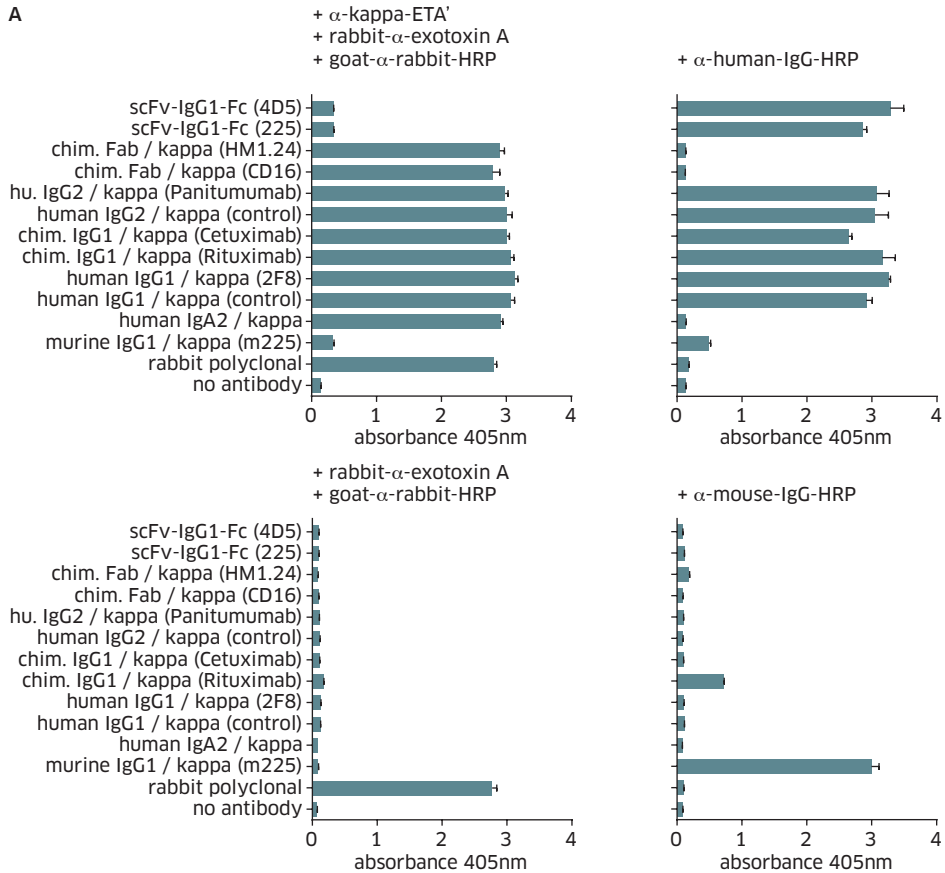 A
+ α-kappa-ETA’
+ rabbit-α-exotoxin A
+ goat-α-rabbit-HRP
+ α-human-IgG-HRP
scFv-IgG1-Fc (4D5)
scFv-IgG1-Fc (225)
chim. Fab / kappa (HM1.24)
chim. Fab / kappa (CD16)
hu. IgG2 / kappa (Panitumumab)
human IgG2 / kappa (control)
chim. IgG1 / kappa (Cetuximab)
chim. IgG1 / kappa (Rituximab)
human IgG1 / kappa (2F8)
human IgG1 / kappa (control)
human IgA2 / kappa
murine IgG1 / kappa (m225)
rabbit polyclonal
no antibody
0 1 2 3 4
absorbance 405nm
0 1 2 3 4
absorbance 405nm
+ rabbit-α-exotoxin A
+ goat-α-rabbit-HRP
+ α-mouse-IgG-HRP
scFv-IgG1-Fc (4D5)
scFv-IgG1-Fc (225)
chim. Fab / kappa (HM1.24)
chim. Fab / kappa (CD16)
hu. IgG2 / kappa (Panitumumab)
human IgG2 / kappa (control)
chim. IgG1 / kappa (Cetuximab)
chim. IgG1 / kappa (Rituximab)
human IgG1 / kappa (2F8)
human IgG1 / kappa (control)
human IgA2 / kappa
murine IgG1 / kappa (m225)
rabbit polyclonal
no antibody
0 1 2 3 4
absorbance 405nm
0 1 2 3 4
absorbance 405nm